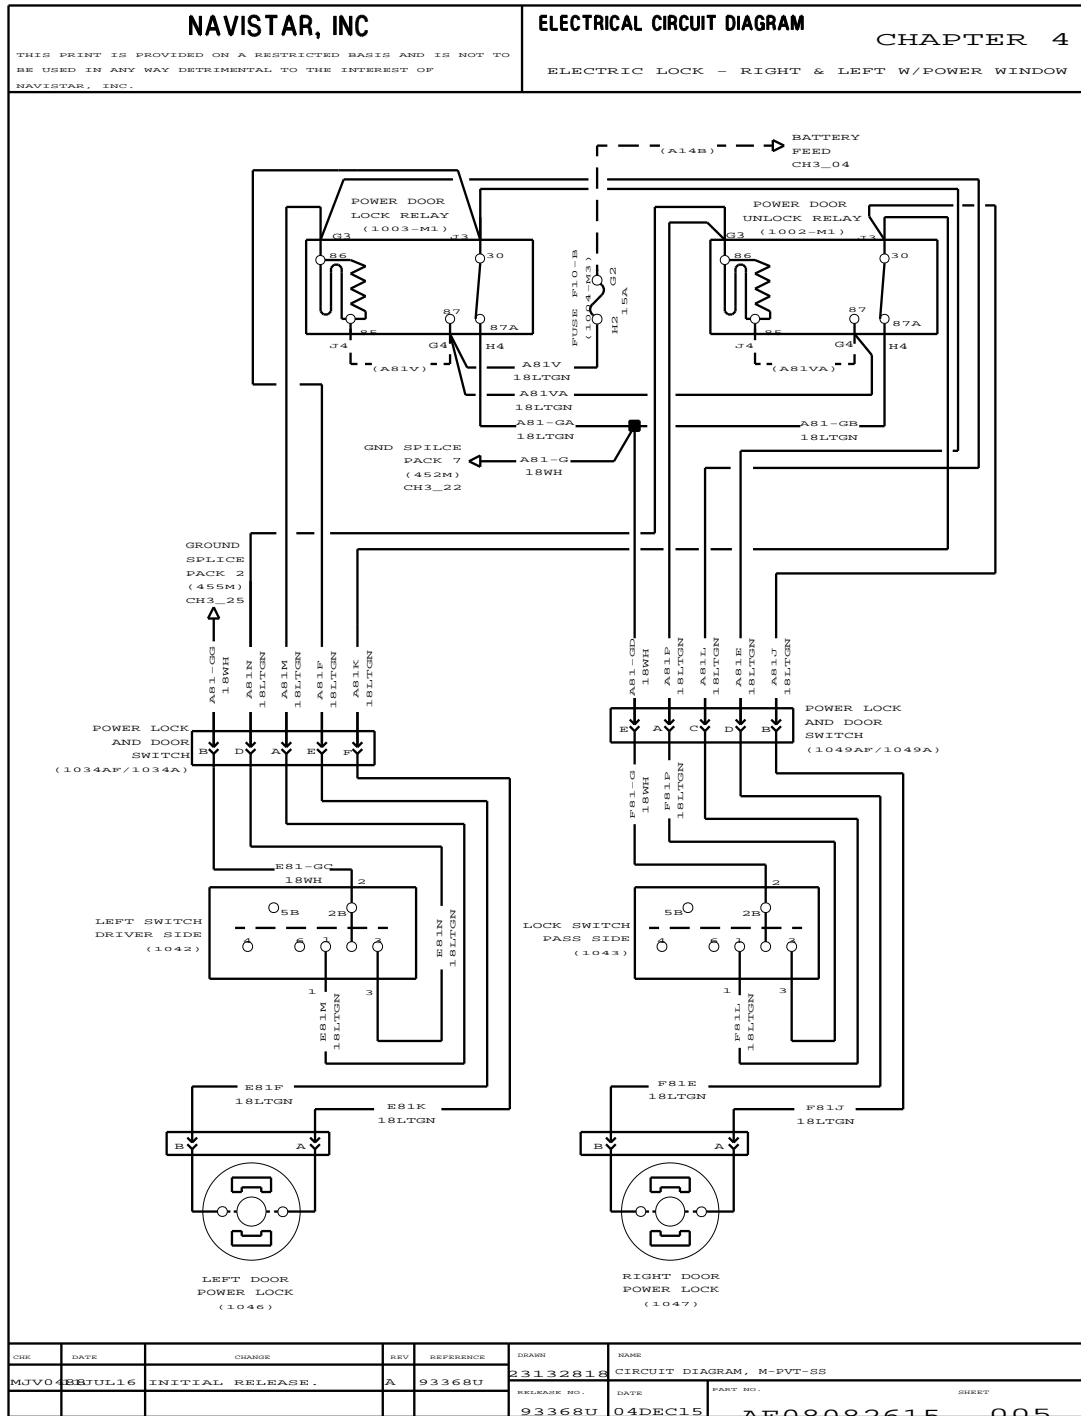 NAVISTAR, INC
THIS PRINT IS PROVIDED ON A RESTRICTED BASIS AND IS NOT TO
BE USED IN ANY WAY DETRIMENTAL TO THE INTEREST OF
NAVISTAR, INC.
ELECTRICAL CIRCUIT DIAGRAM
CHAPTER 4
ELECTRIC LOCK - RIGHT & LEFT W/POWER WINDOW
(A14B)
BATTERY
FEED
CH3_04
POWER DOOR
LOCK RELAY
(1003-M1)
G3
J3
86
30
87
87A
85
J4
G4
H4
(A81V)
FUSE F10-B
(1004-M3)
G2
H2
15A
POWER DOOR
UNLOCK RELAY
(1002-M1)
G3
J3
86
30
87
87A
85
J4
G4
H4
(A81VA)
A81V
18LTGN
A81VA
18LTGN
A81-GA
18LTGN
A81-GB
18LTGN
GND SPILCE
PACK 7
(452M)
CH3_22
A81-G
18WH
GROUND
SPLICE
PACK 2
(455M)
CH3_25
A81-GG
18WH
A81N
18LTGN
A81M
18LTGN
A81F
18LTGN
A81K
18LTGN
A81-GD
18WH
A81P
18LTGN
A81L
18LTGN
A81E
18LTGN
A81J
18LTGN
POWER LOCK
AND DOOR
SWITCH
(1034AF/1034A)
B
D
A
E
F
POWER LOCK
AND DOOR
SWITCH
(1049AF/1049A)
E
A
C
D
B
F81-G
18WH
F81P
18LTGN
E81-GC
18WH
2
5B
2B
4
6
1
3
LEFT SWITCH
DRIVER SIDE
(1042)
1
3
E81N
18LTGN
E81M
18LTGN
2
5B
2B
4
6
1
3
LOCK SWITCH
PASS SIDE
(1043)
1
3
F81L
18LTGN
E81F
18LTGN
E81K
18LTGN
F81E
18LTGN
F81J
18LTGN
B
A
B
A
LEFT DOOR
POWER LOCK
(1046)
RIGHT DOOR
POWER LOCK
(1047)
CHK
DATE
CHANGE
REV
REFERENCE
INITIAL RELEASE.
A
93368U
DRAWN
23132818
NAME
CIRCUIT DIAGRAM, M-PVT-SS
RELEASE NO.
93368U
DATE
04DEC15
PART NO.
AF08082615
SHEET
005